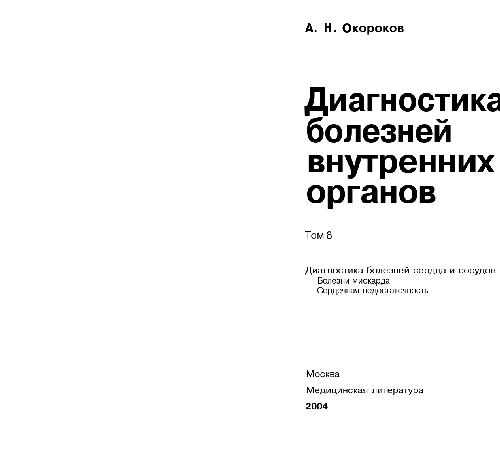 А. Н. Окороков
Диагностика
болезней
внутренних
органов
Том 8
Диагностика болезней сердца и сосудов
Болезни миокарда
Сердечная недостаточность
Москва
Медицинская литература
2004